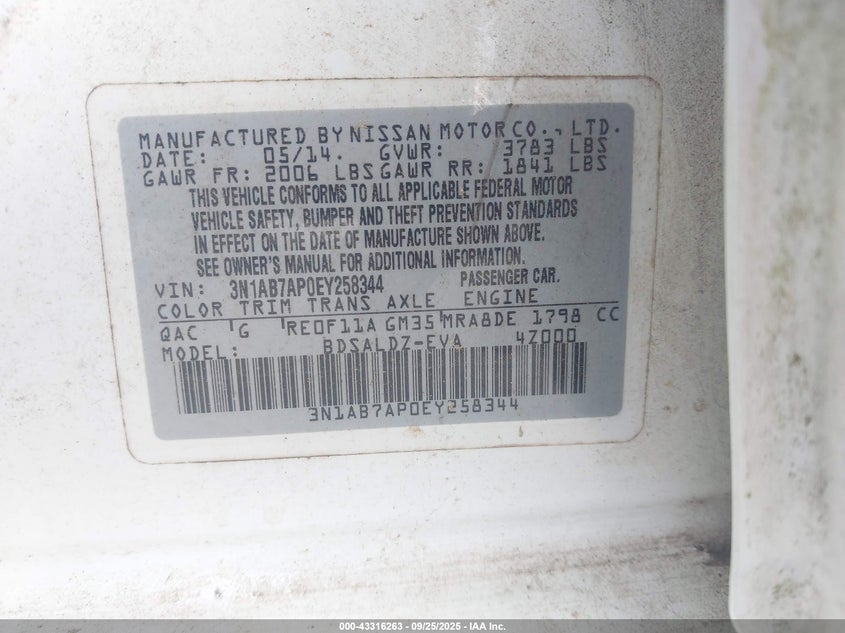 MANUFACTURED BY NISSAN MOTOR CO., LTD.
DATE: 05/14. GVWR: 3783 LBS
GAWR FR: 2006 LBS GAWR RR: 1841 LBS
THIS VEHICLE CONFORMS TO ALL APPLICABLE FEDERAL MOTOR
VEHICLE SAFETY, BUMPER AND THEFT PREVENTION STANDARDS
IN EFFECT ON THE DATE OF MANUFACTURE SHOWN ABOVE.
SEE OWNER'S MANUAL FOR ADDITIONAL INFORMATION.
VIN: 3N1AB7AP0EY258344 PASSENGER CAR.
COLOR TRIM TRANS AXLE ENGINE
QAC G RE0F11A GM35 MRA8DE 1798 CC
MODEL: BDSALDZ-EVA 4Z000
3N1AB7AP0EY258344
000-43316263 - 09/25/2025 - IAA Inc.